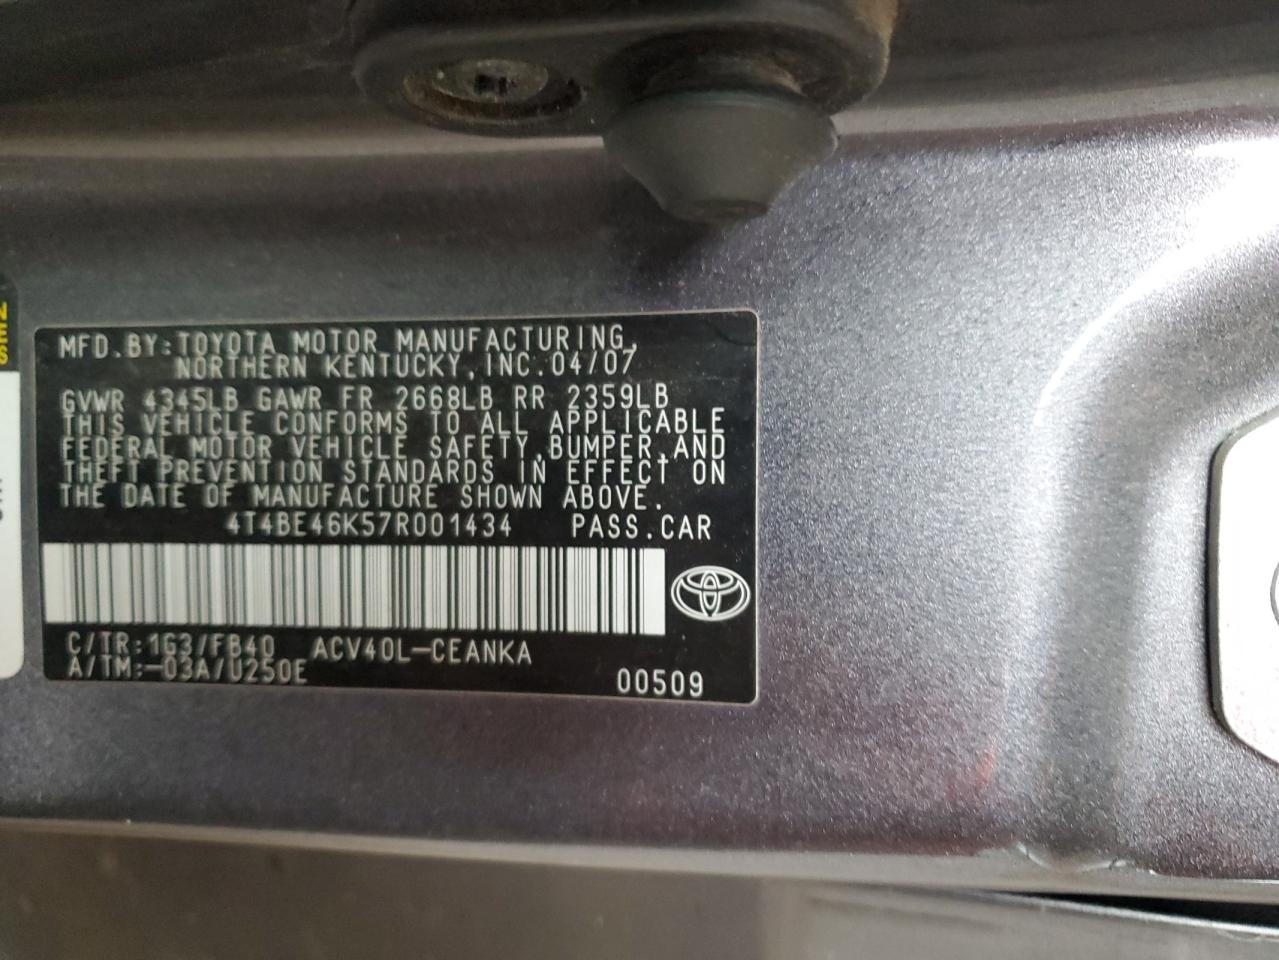 MFD.BY:TOYOTA MOTOR MANUFACTURING,
NORTHERN KENTUCKY,INC.04/07
GVWR 4345LB GAWR FR 2668LB RR 2359LB
THIS VEHICLE CONFORMS TO ALL APPLICABLE
FEDERAL MOTOR VEHICLE SAFETY,BUMPER,AND
THEFT PREVENTION STANDARDS IN EFFECT ON
THE DATE OF MANUFACTURE SHOWN ABOVE.
4T4BE46K57R001434 PASS.CAR
C/TR:1G3/FB40 ACV40L-CEANKA
A/TM:-03A/U250E
00509